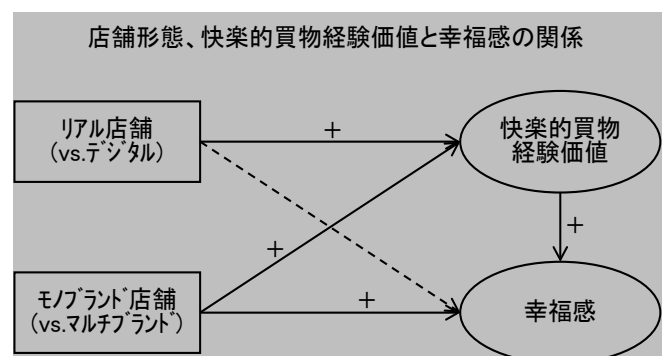 店舗形態、快楽的買物経験価値と幸福感の関係
リアル店舗
(vs.デジタル)
+
快楽的買物
経験価値
+
+
モノブランド店舗
(vs.マルチブランド)
+
幸福感